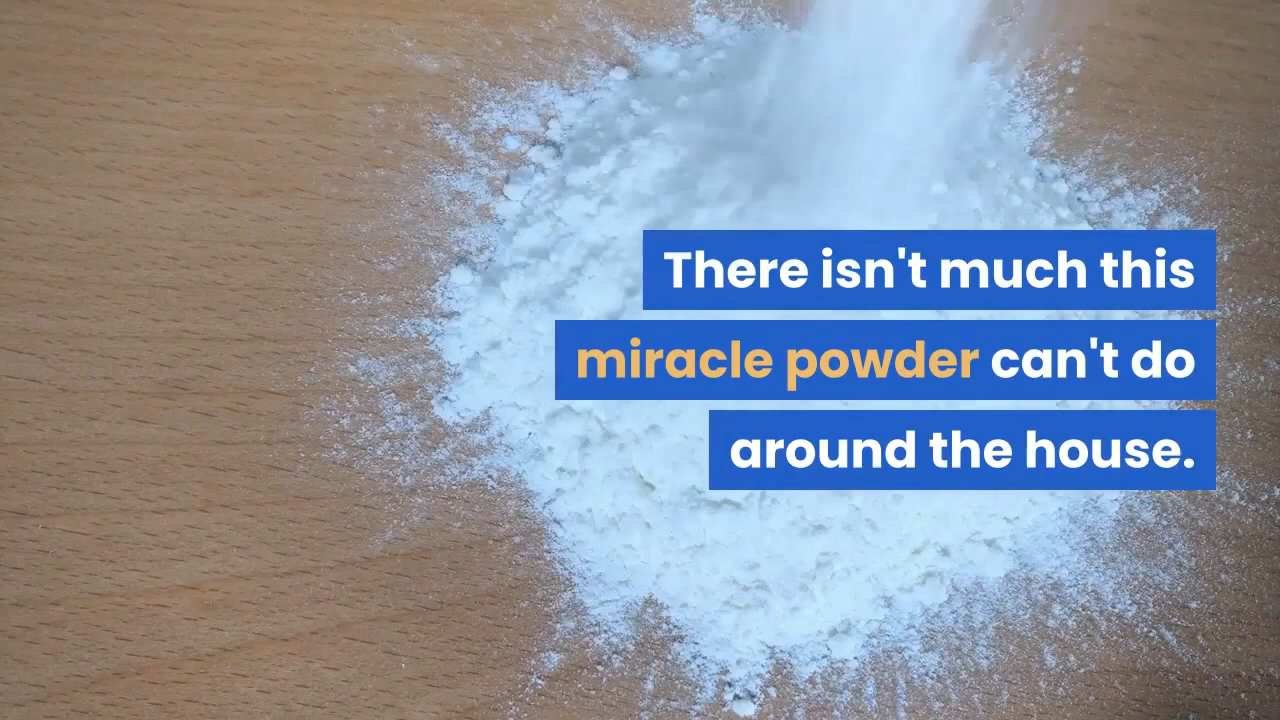 There isn't much this
miracle powder can't do
around the house.